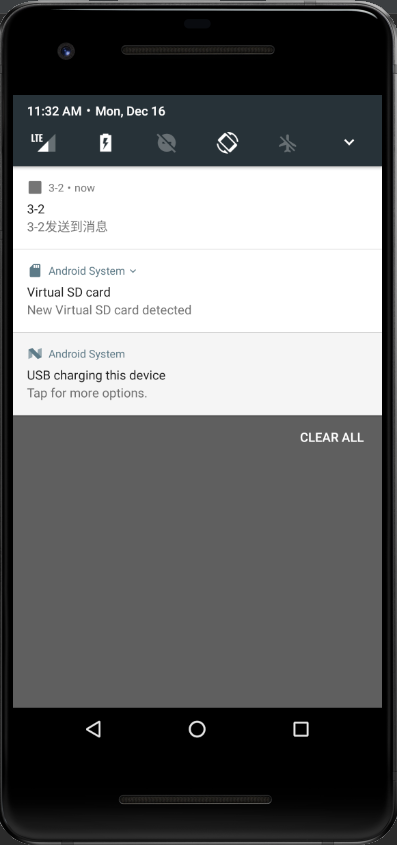 11:32 AM • Mon, Dec 16
LTE
3-2 • now
3-2
3-2发送到消息
Android System
Virtual SD card
New Virtual SD card detected
Android System
USB charging this device
Tap for more options.
CLEAR ALL